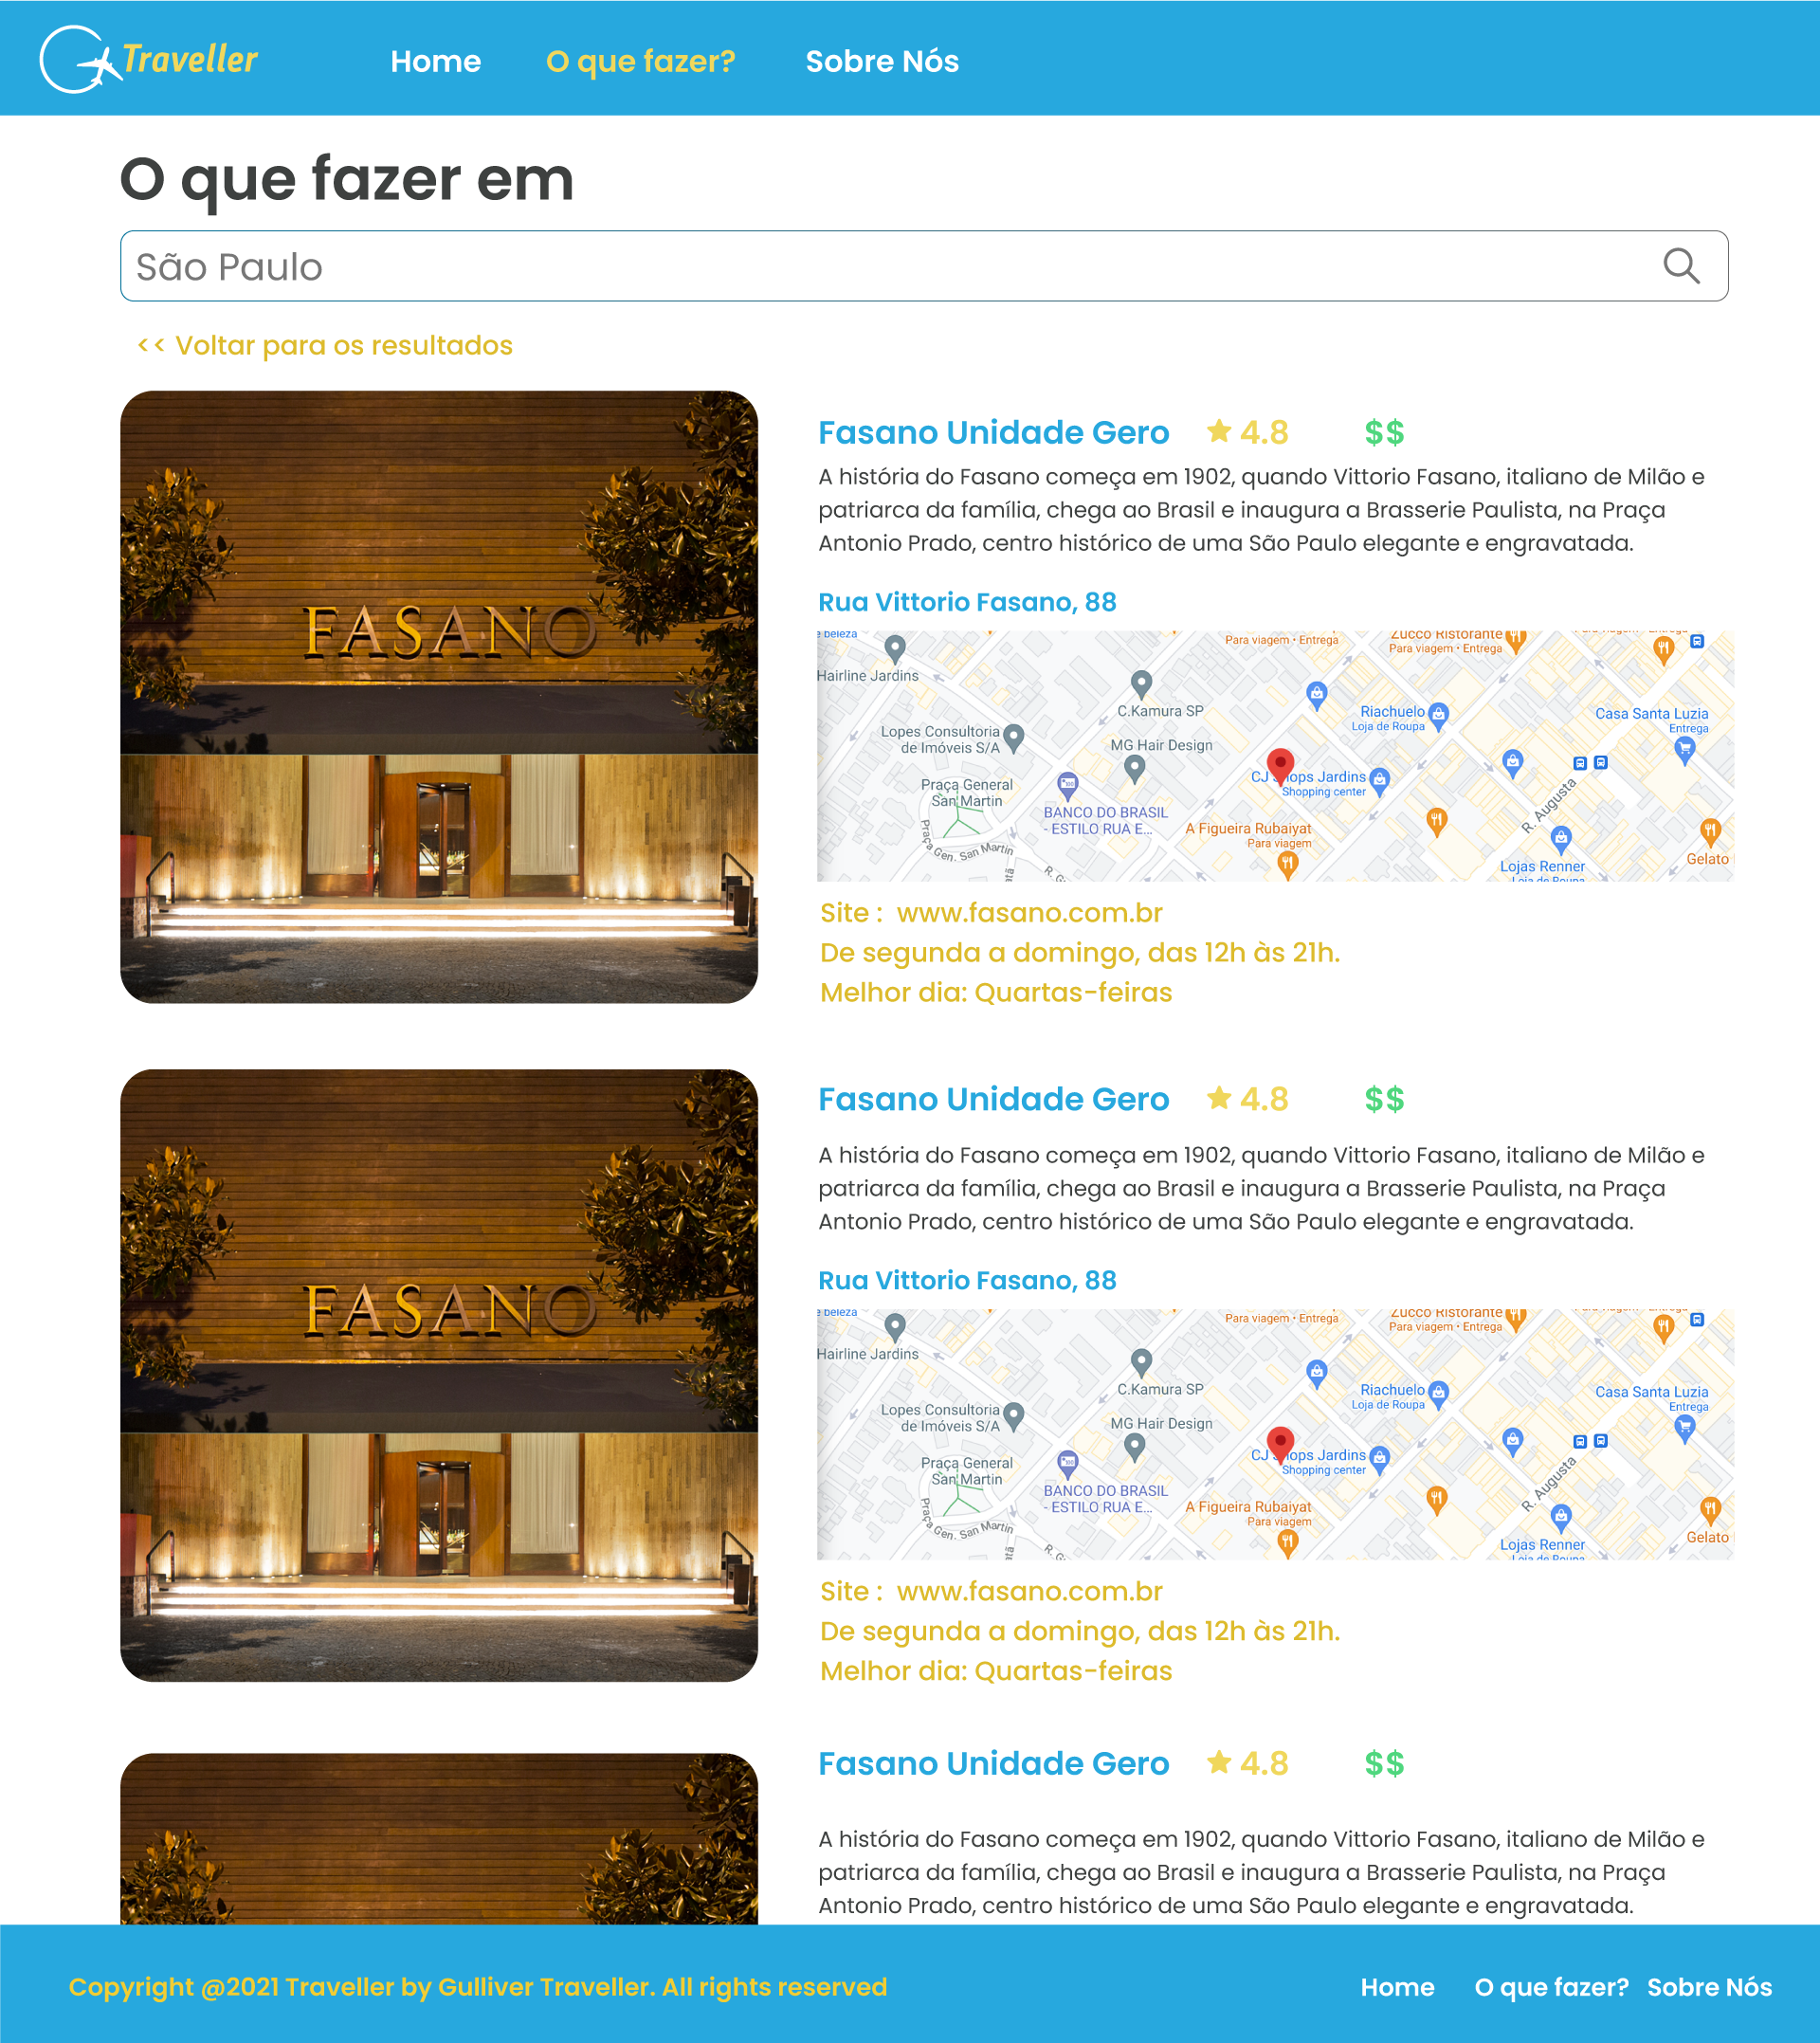 Traveller
Home
O que fazer?
Sobre Nós
O que fazer em
São Paulo
<< Voltar para os resultados
FASANO
Fasano Unidade Gero
4.8
$$
A história do Fasano começa em 1902, quando Vittorio Fasano, italiano de Milão e
patriarca da família, chega ao Brasil e inaugura a Brasserie Paulista, na Praça
Antonio Prado, centro histórico de uma São Paulo elegante e engravatada.
Rua Vittorio Fasano, 88
beleza
Para viagem • Entrega
Zucco Ristorante
Para viagem • Entrega
Hairline Jardins
C.Kamura SP
Riachuelo
Loja de Roupa
Casa Santa Luzia
Entrega
Lopes Consultoria
de Imóveis S/A
MG Hair Design
CJ Shops Jardins
Shopping center
Praça General
San Martin
BANCO DO BRASIL
- ESTILO RUA E...
R. Augusta
A Figueira Rubaiyat
Para viagem
Praça Gen. San Martin
Lojas Renner
Loja de Roupa
Gelato
Site : www.fasano.com.br
De segunda a domingo, das 12h às 21h.
Melhor dia: Quartas-feiras
FASANO
Fasano Unidade Gero
4.8
$$
A história do Fasano começa em 1902, quando Vittorio Fasano, italiano de Milão e
patriarca da família, chega ao Brasil e inaugura a Brasserie Paulista, na Praça
Antonio Prado, centro histórico de uma São Paulo elegante e engravatada.
Rua Vittorio Fasano, 88
beleza
Para viagem • Entrega
Zucco Ristorante
Para viagem • Entrega
Hairline Jardins
C.Kamura SP
Riachuelo
Loja de Roupa
Casa Santa Luzia
Entrega
Lopes Consultoria
de Imóveis S/A
MG Hair Design
CJ Shops Jardins
Shopping center
Praça General
San Martin
BANCO DO BRASIL
- ESTILO RUA E...
R. Augusta
A Figueira Rubaiyat
Para viagem
Praça Gen. San Martin
Lojas Renner
Loja de Roupa
Gelato
Site : www.fasano.com.br
De segunda a domingo, das 12h às 21h.
Melhor dia: Quartas-feiras
Fasano Unidade Gero
4.8
$$
A história do Fasano começa em 1902, quando Vittorio Fasano, italiano de Milão e
patriarca da família, chega ao Brasil e inaugura a Brasserie Paulista, na Praça
Antonio Prado, centro histórico de uma São Paulo elegante e engravatada.
Copyright @2021 Traveller by Gulliver Traveller. All rights reserved
Home
O que fazer?
Sobre Nós